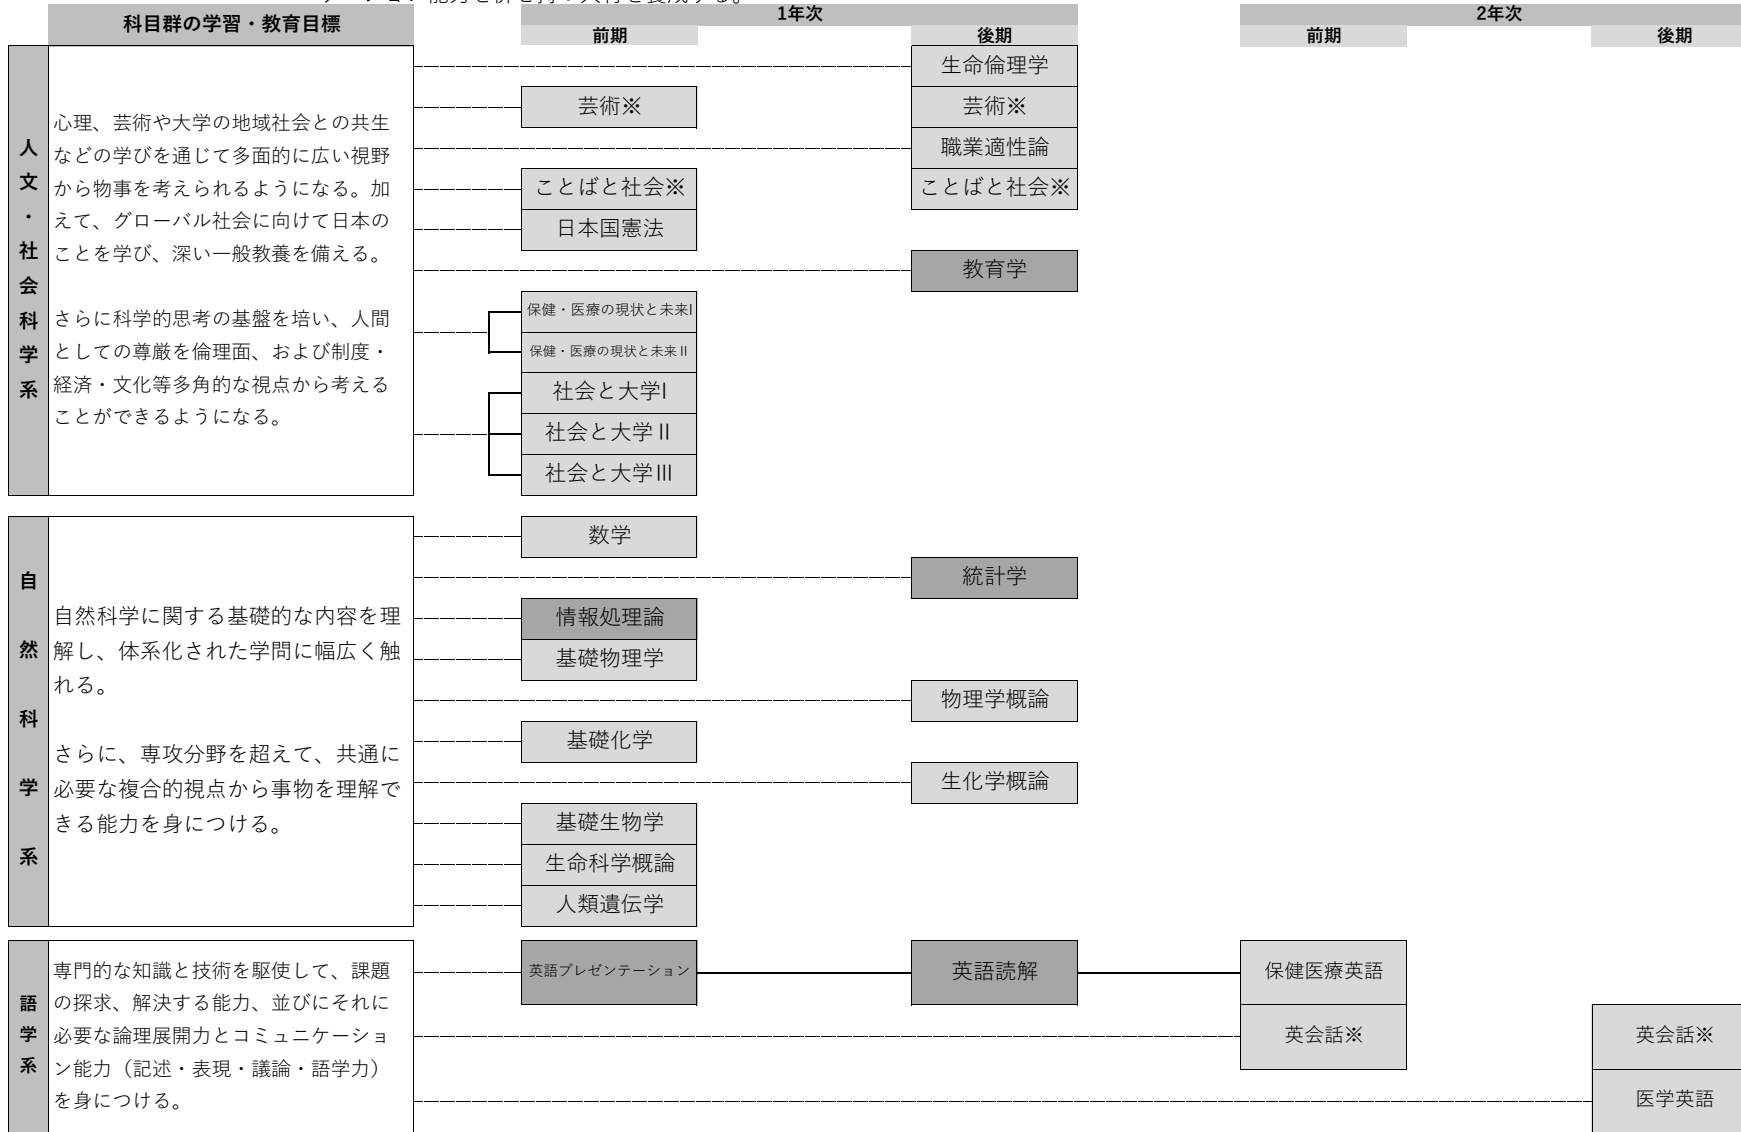 ケーション能力を併せ持つ人材を養成する。
科目群の学習・教育目標
1年次
2年次
前期
後期
前期
後期
人文・社会科学系
心理、芸術や大学の地域社会との共生
などの学びを通じて多面的に広い視野
から物事を考えられるようになる。加
えて、グローバル社会に向けて日本の
ことを学び、深い一般教養を備える。
さらに科学的思考の基盤を培い、人間
としての尊厳を倫理面、および制度・
経済・文化等多角的な視点から考える
ことができるようになる。
生命倫理学
芸術※
芸術※
職業適性論
ことばと社会※
ことばと社会※
日本国憲法
教育学
保健・医療の現状と未来I
保健・医療の現状と未来Ⅱ
社会と大学I
社会と大学Ⅱ
社会と大学Ⅲ
自然科学系
自然科学に関する基礎的な内容を理
解し、体系化された学問に幅広く触
れる。
さらに、専攻分野を超えて、共通に
必要な複合的視点から事物を理解で
きる能力を身につける。
数学
統計学
情報処理論
基礎物理学
物理学概論
基礎化学
生化学概論
基礎生物学
生命科学概論
人類遺伝学
語学系
専門的な知識と技術を駆使して、課題
の探求、解決する能力、並びにそれに
必要な論理展開力とコミュニケーショ
ン能力（記述・表現・議論・語学力）
を身につける。
英語プレゼンテーション
英語読解
保健医療英語
英会話※
英会話※
医学英語